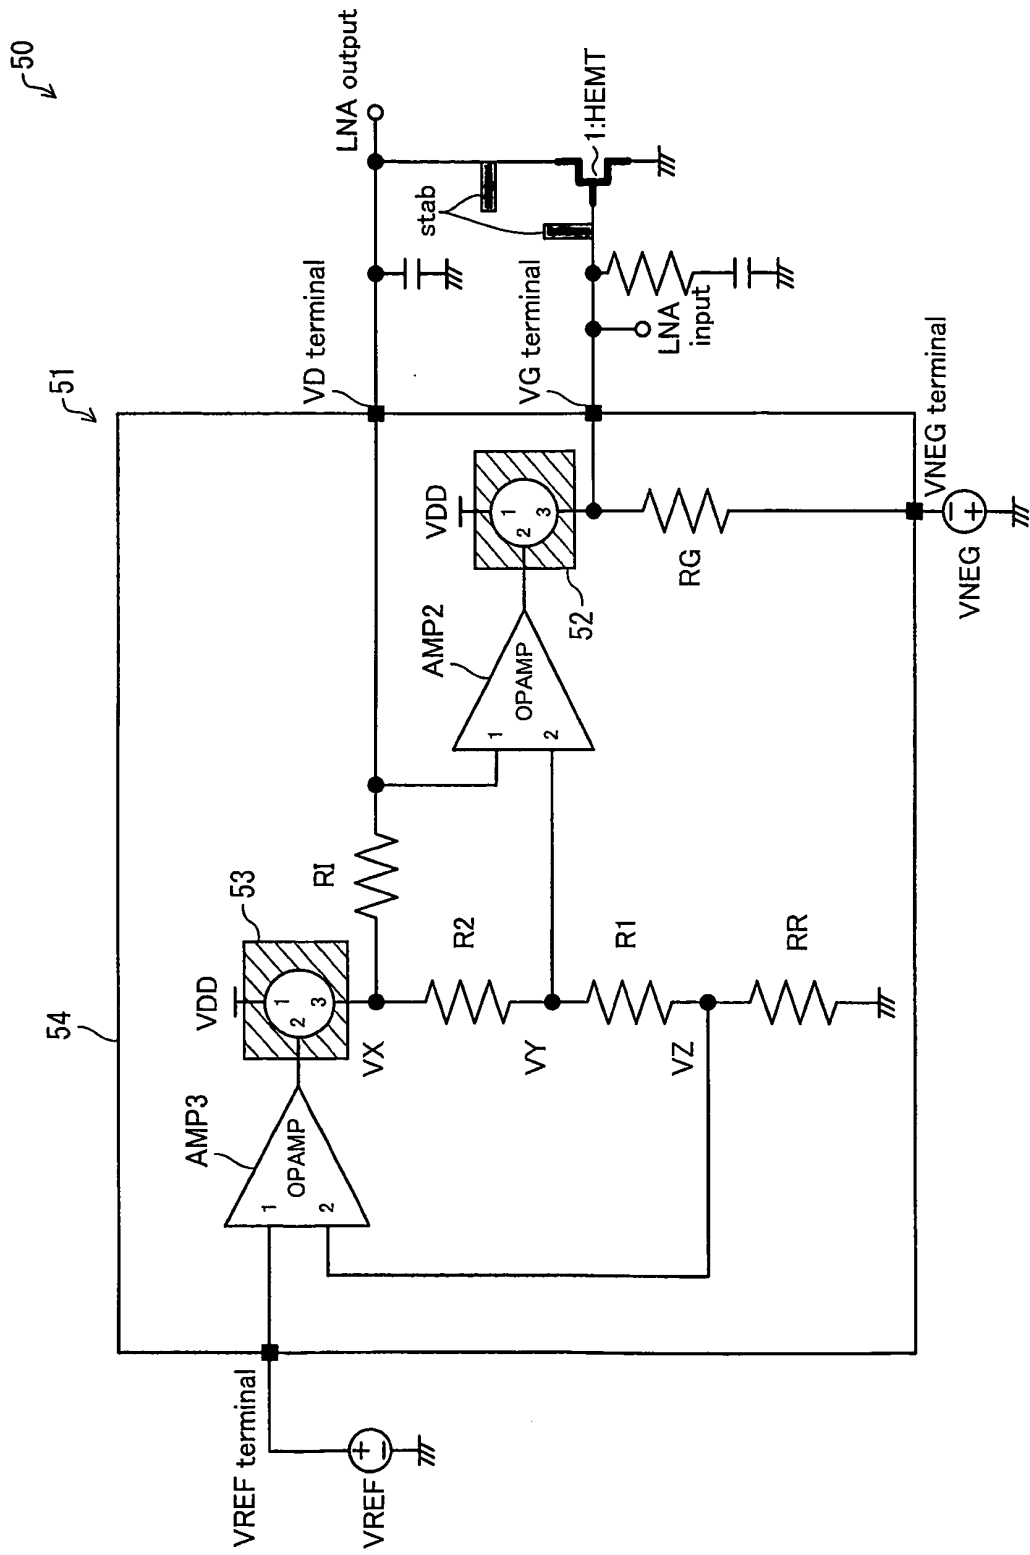 50
51
54
LNA output
VD terminal
stab
1:HEMT
VG terminal
LNA
input
53
VDD
1
2
3
RI
AMP3
OPAMP
1
2
VX
R2
AMP2
OPAMP
1
2
VDD
1
2
3
52
VY
R1
RG
VZ
RR
VREF terminal
VREF
+
−
VNEG terminal
−
+
VNEG